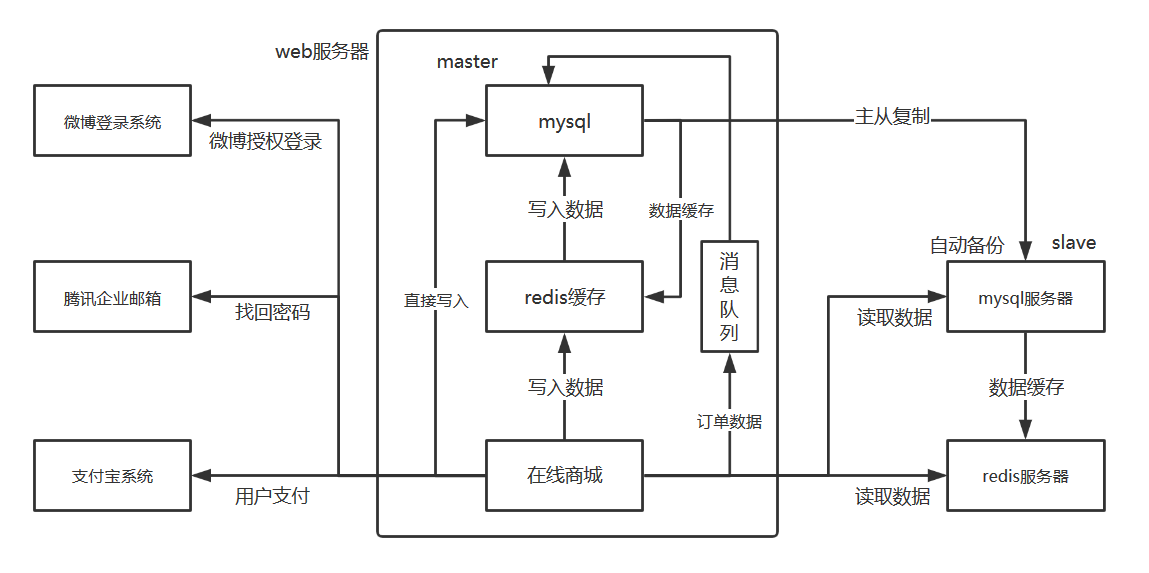 web服务器
master
微博登录系统
微博授权登录
mysql
主从复制
写入数据
数据缓存
消
息
队
列
自动备份
slave
腾讯企业邮箱
找回密码
直接写入
redis缓存
读取数据
mysql服务器
写入数据
订单数据
数据缓存
支付宝系统
用户支付
在线商城
读取数据
redis服务器